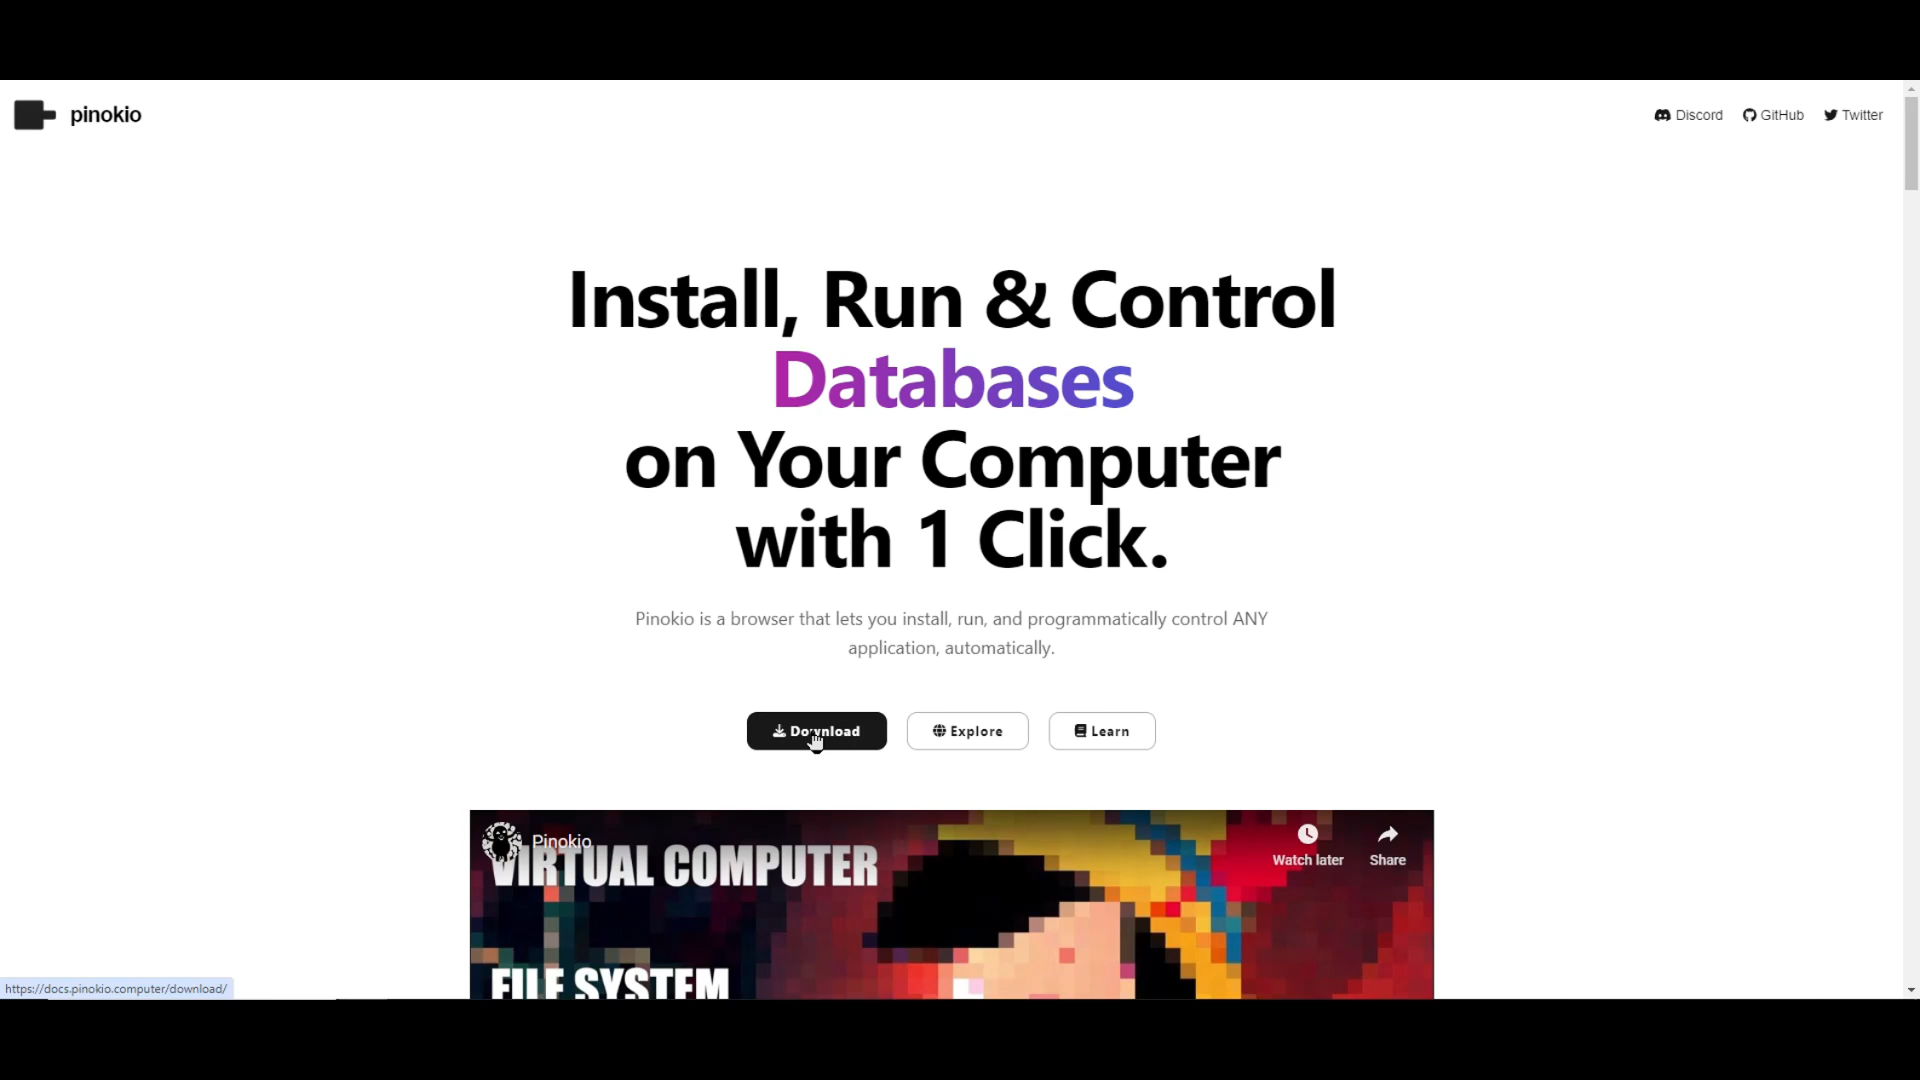 pinokio
Discord GitHub Twitter
Install, Run & Control
Databases
on Your Computer
with 1 Click.
Pinokio is a browser that lets you install, run, and programmatically control ANY
application, automatically.
Download Explore Learn
Pinokio
VIRTUAL COMPUTER
Watch later Share
FILE SYSTEM
https://docs.pinokio.computer/download/